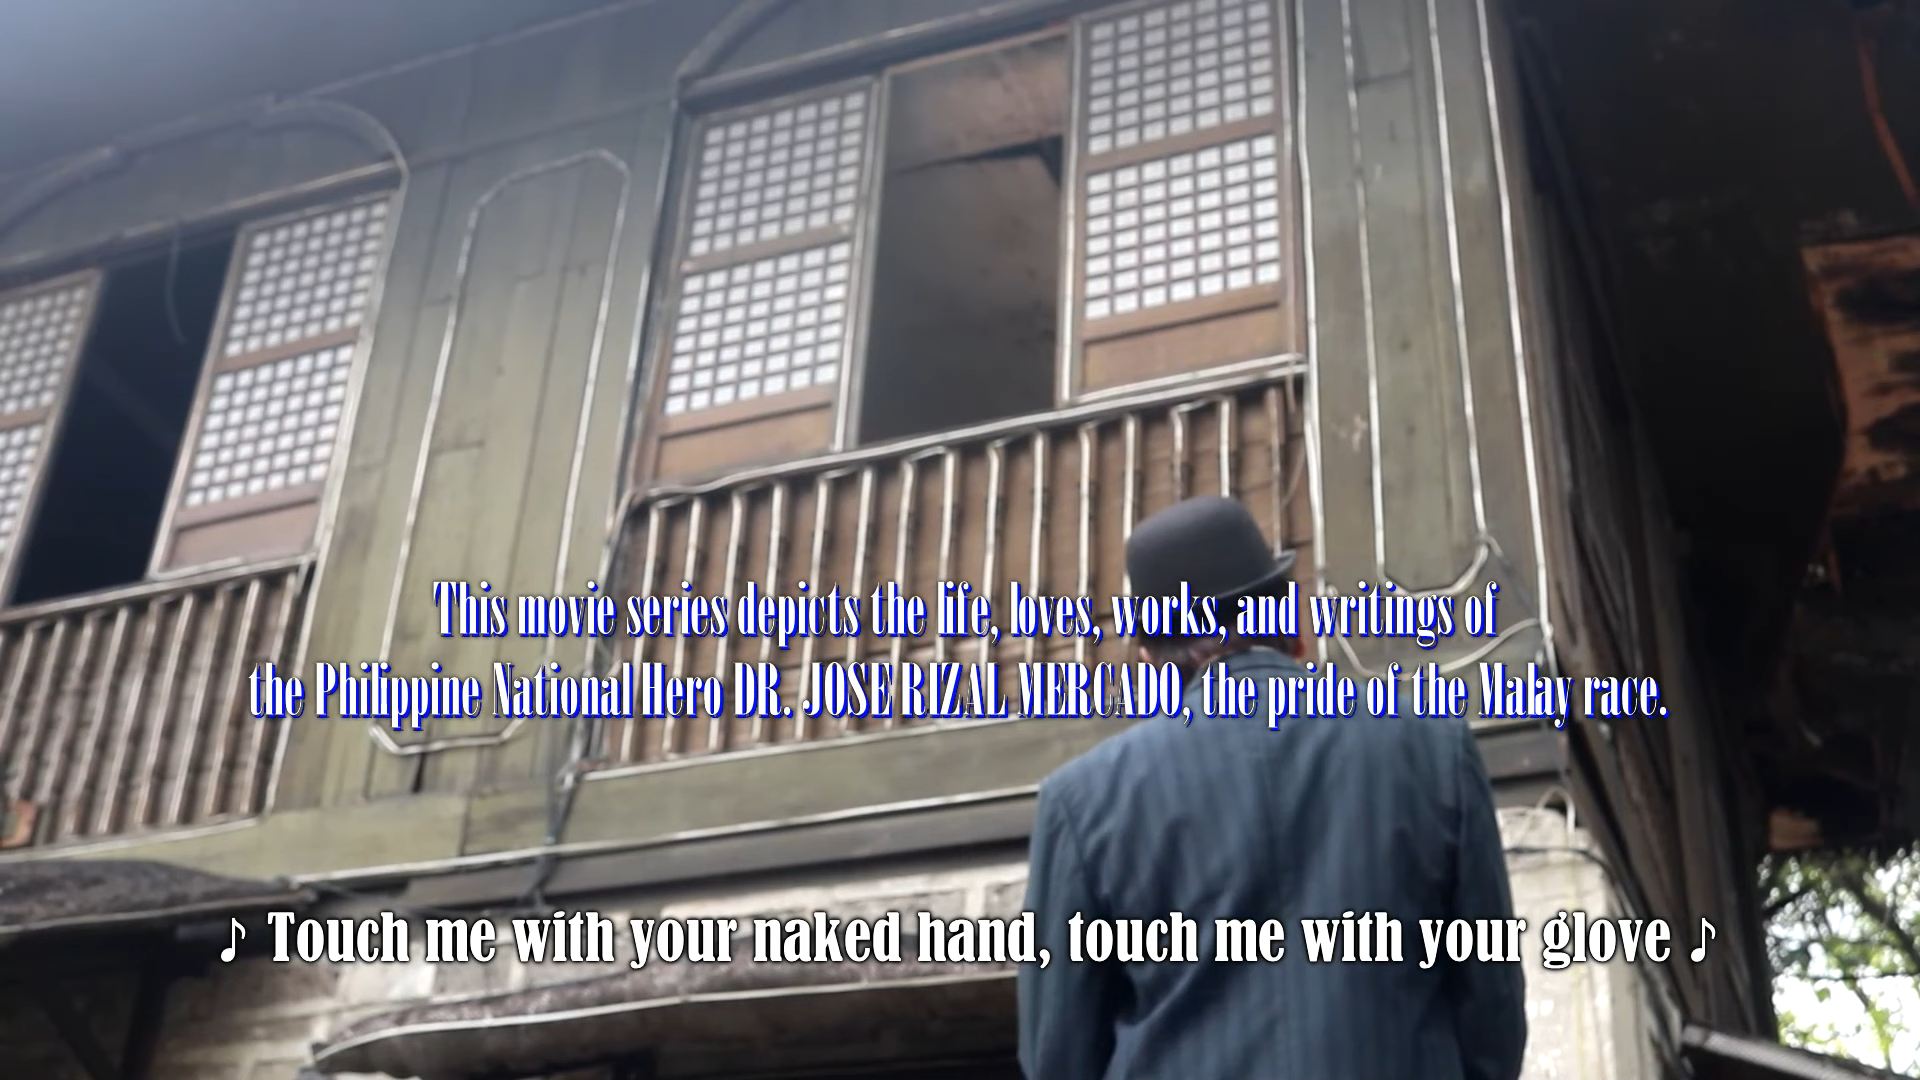 This movie series depicts the life, loves, works, and writings of
the Philippine National Hero DR. JOSE RIZAL MERCADO, the pride of the Malay race.
♪ Touch me with your naked hand, touch me with your glove ♪